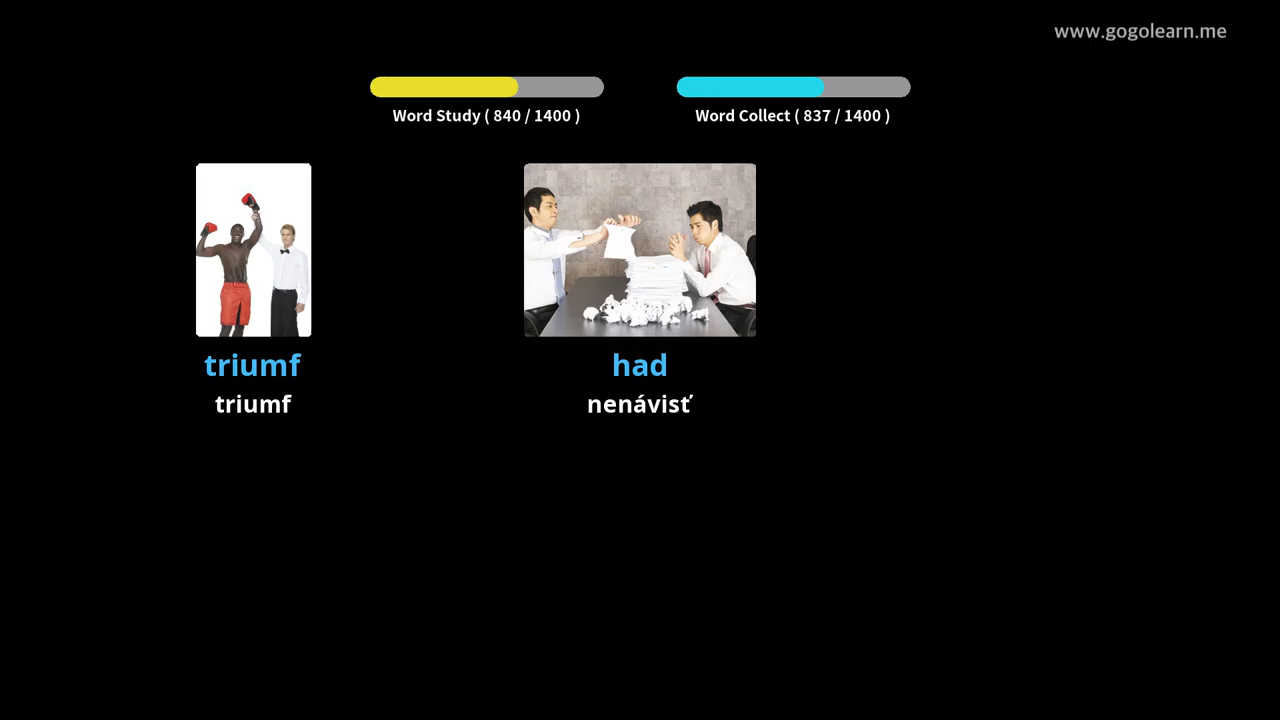 www.gogolearn.me
Word Study ( 840 / 1400 )
Word Collect ( 837 / 1400 )
triumf
triumf
had
nenávisť